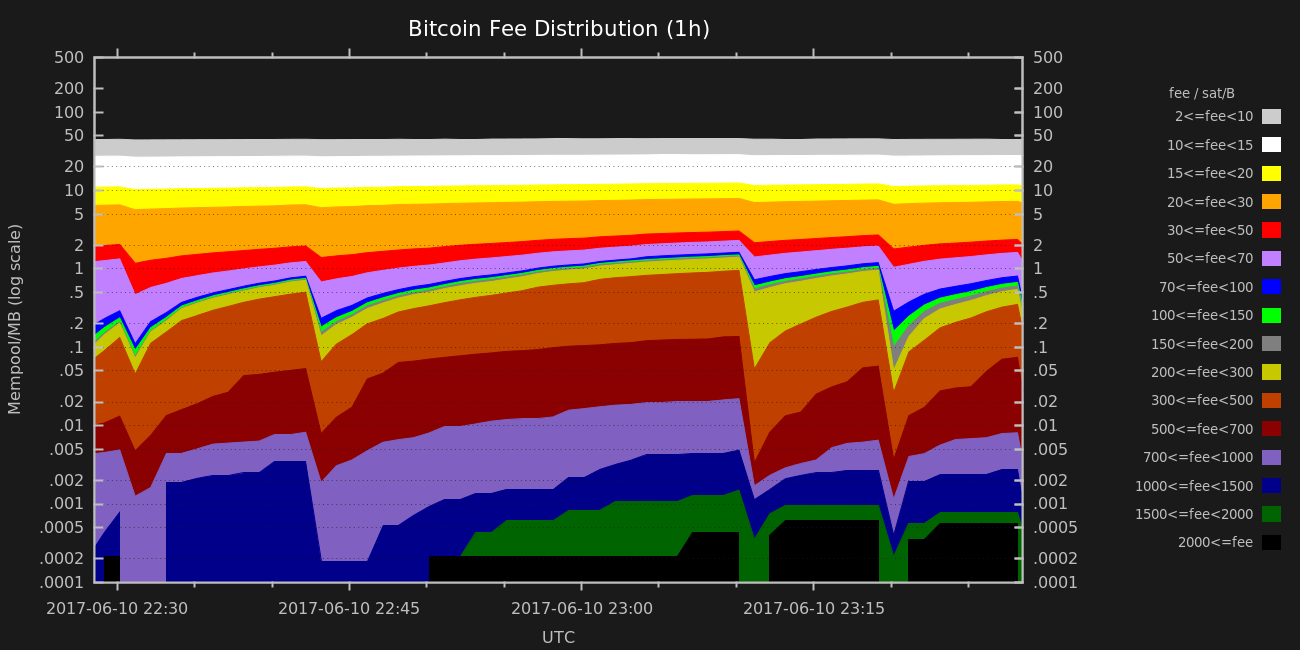 Bitcoin Fee Distribution (1h)
500 500
200 200
100 100
50 50
20 20
10 10
5 5
2 2
1 1
.5 .5
.2 .2
.1 .1
.05 .05
.02 .02
.01 .01
.005 .005
.002 .002
.001 .001
.0005 .0005
.0002 .0002
.0001 .0001
Mempool/MB (log scale)
2017-06-10 22:30 2017-06-10 22:45 2017-06-10 23:00 2017-06-10 23:15
UTC
fee / sat/B
2<=fee<10
10<=fee<15
15<=fee<20
20<=fee<30
30<=fee<50
50<=fee<70
70<=fee<100
100<=fee<150
150<=fee<200
200<=fee<300
300<=fee<500
500<=fee<700
700<=fee<1000
1000<=fee<1500
1500<=fee<2000
2000<=fee